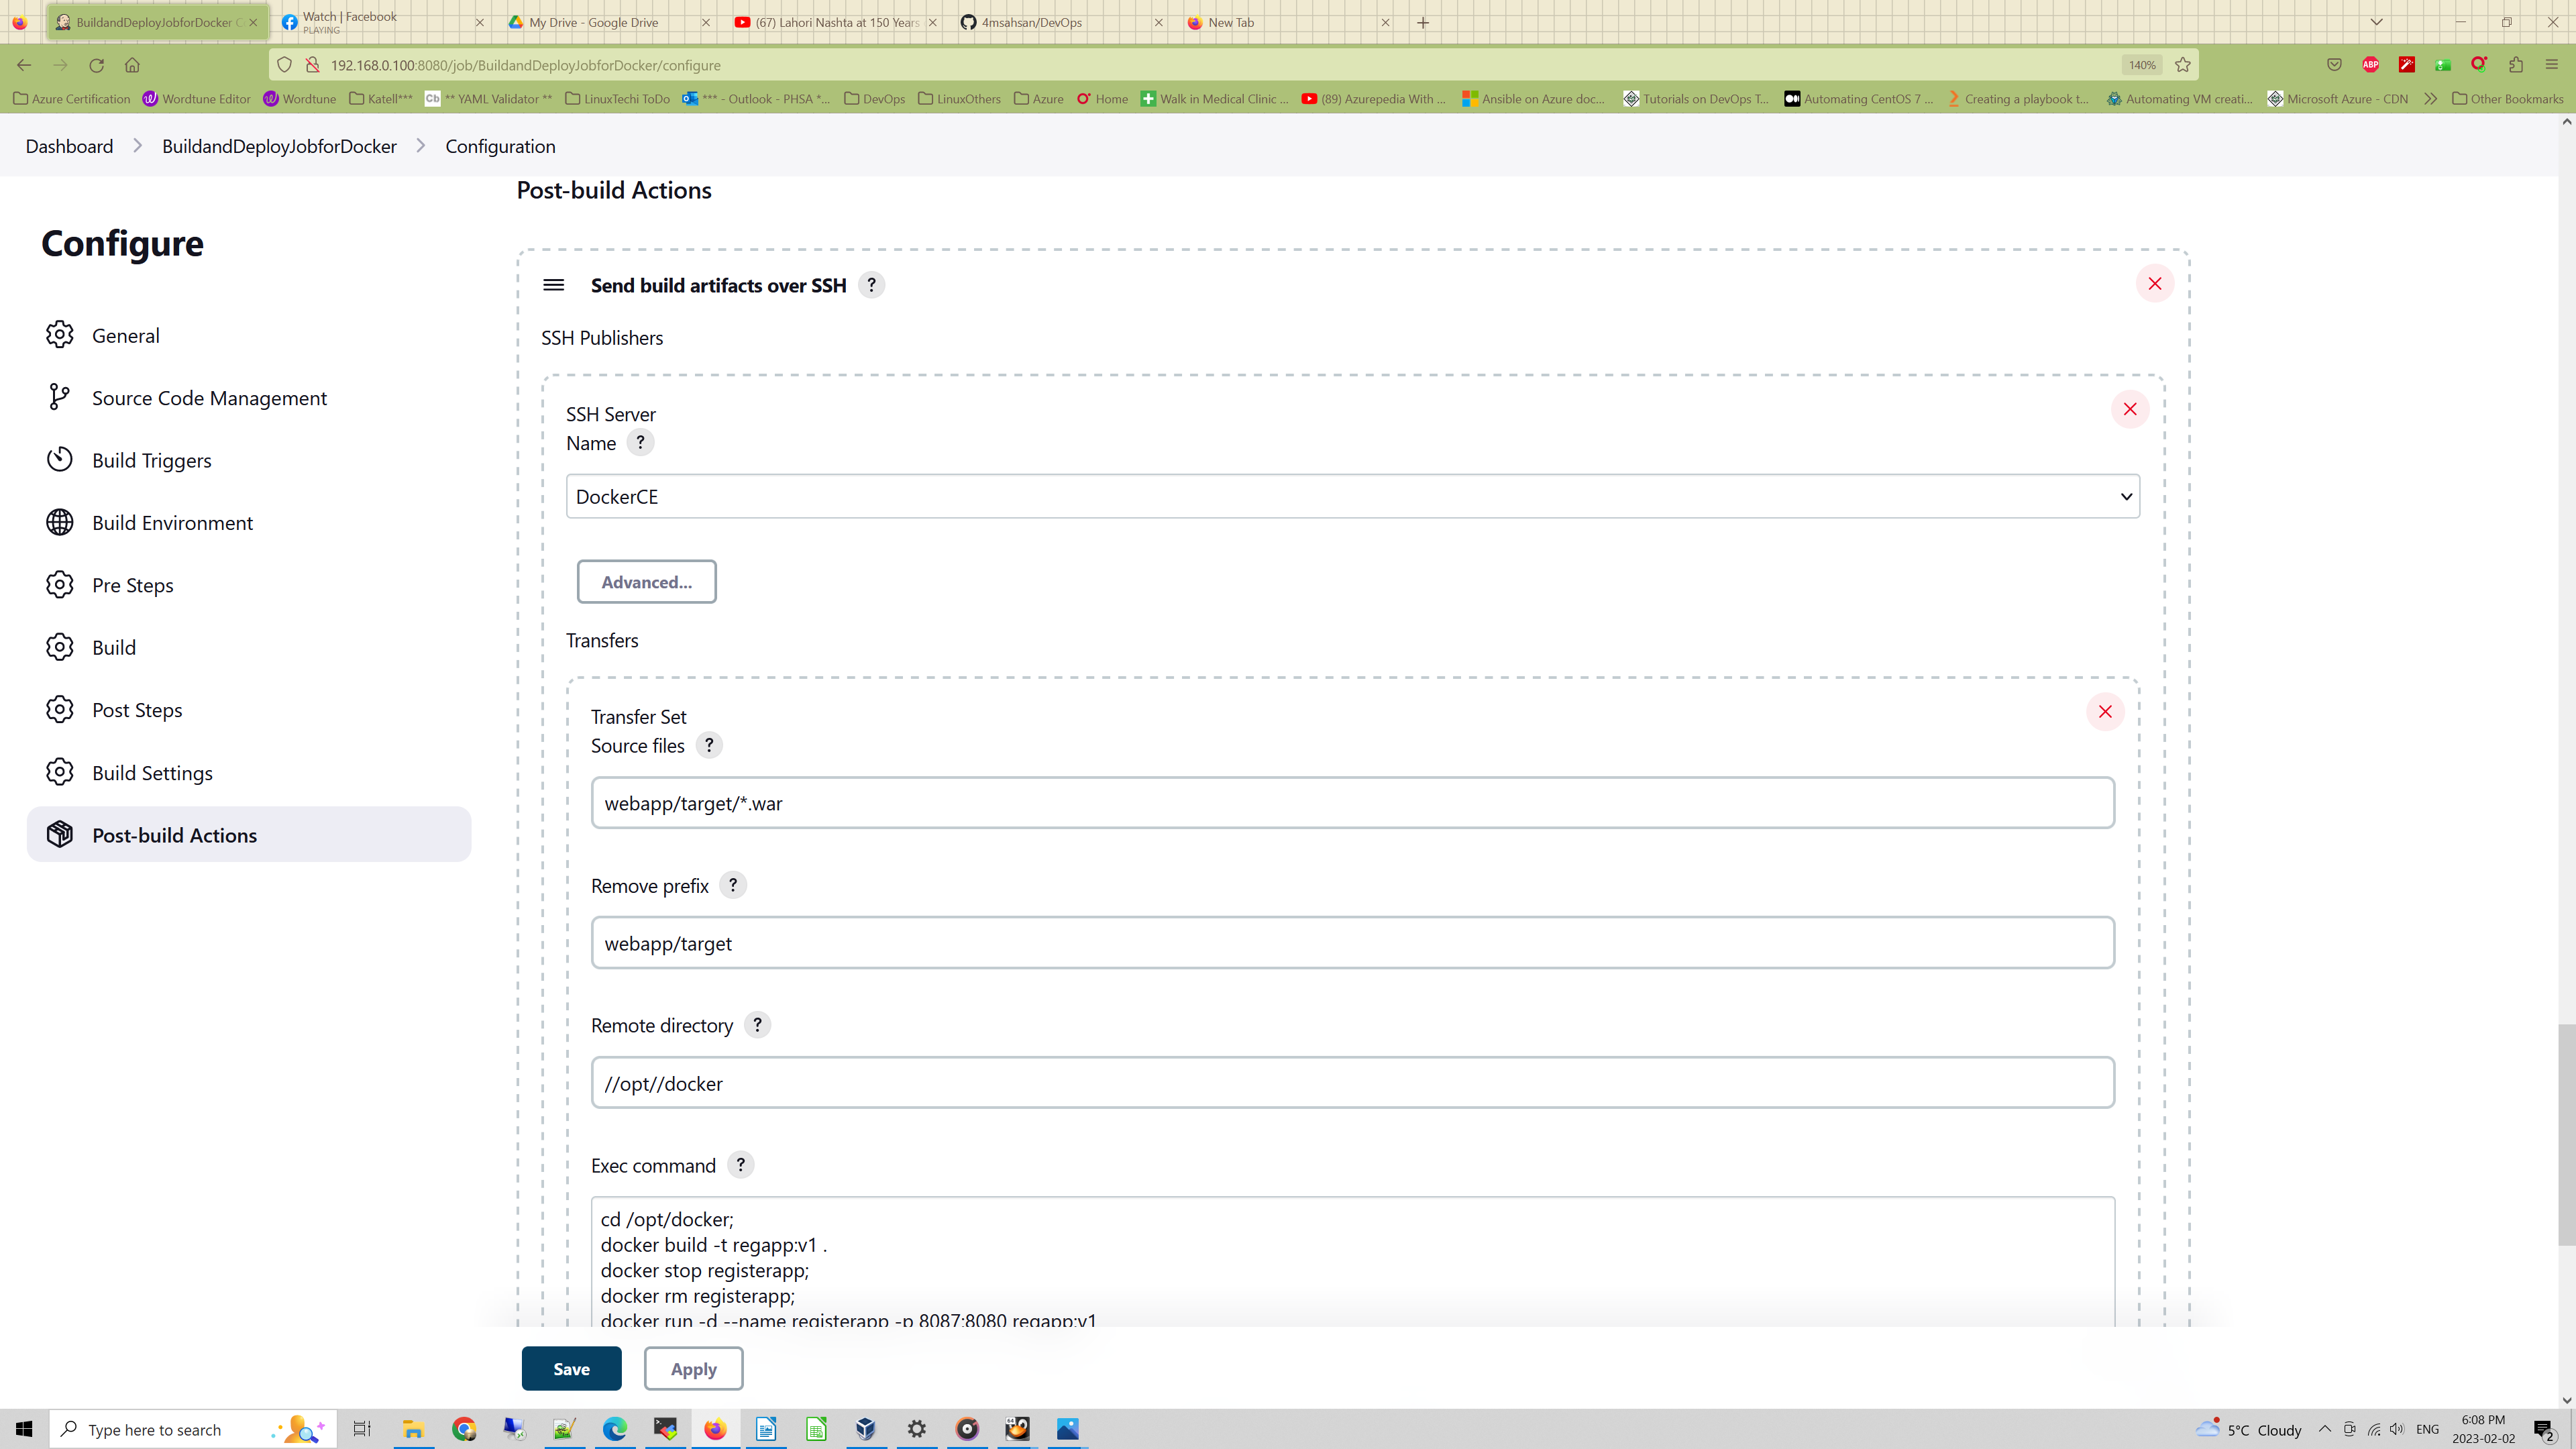 BuildandDeployJobforDocker C
Watch | Facebook
PLAYING
My Drive - Google Drive
(67) Lahori Nashta at 150 Years
4msahsan/DevOps
New Tab
192.168.0.100:8080/job/BuildandDeployJobforDocker/configure
140%
ABP
Azure Certification
Wordtune Editor
Wordtune
Katell***
Cb ** YAML Validator **
LinuxTechi ToDo
*** - Outlook - PHSA *...
DevOps
LinuxOthers
Azure
Home
Walk in Medical Clinic ...
(89) Azurepedia With ...
Ansible on Azure doc...
Tutorials on DevOps T...
Automating CentOS 7 ...
Creating a playbook t...
Automating VM creati...
Microsoft Azure - CDN
Other Bookmarks
Dashboard
BuildandDeployJobforDocker
Configuration
Configure
General
Source Code Management
Build Triggers
Build Environment
Pre Steps
Build
Post Steps
Build Settings
Post-build Actions
Post-build Actions
Send build artifacts over SSH ?
SSH Publishers
SSH Server
Name ?
DockerCE
Advanced...
Transfers
Transfer Set
Source files ?
webapp/target/*.war
Remove prefix ?
webapp/target
Remote directory ?
//opt//docker
Exec command ?
cd /opt/docker;
docker build -t regapp:v1 .
docker stop registerapp;
docker rm registerapp;
docker run -d --name registerapp -p 8087:8080 regapp:v1
Save
Apply
Type here to search
5°C Cloudy
ENG
6:08 PM
2023-02-02
2